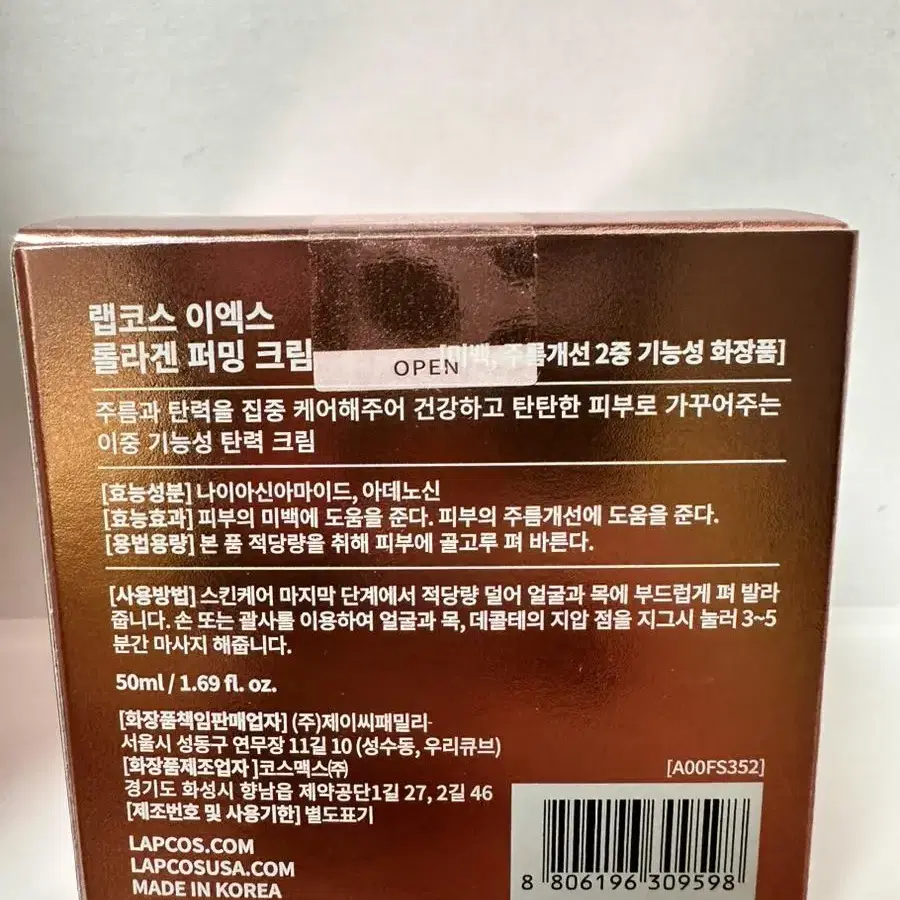 랩코스 이엑스
롤라겐 퍼밍 크림
OPEN
[미백, 주름개선 2중 기능성 화장품]
주름과 탄력을 집중 케어해주어 건강하고 탄탄한 피부로 가꾸어주는
이중 기능성 탄력 크림
[효능성분] 나이아신아마이드, 아데노신
[효능효과] 피부의 미백에 도움을 준다. 피부의 주름개선에 도움을 준다.
[용법용량] 본 품 적당량을 취해 피부에 골고루 펴 바른다.
[사용방법] 스킨케어 마지막 단계에서 적당량 덜어 얼굴과 목에 부드럽게 펴 발라
줍니다. 손 또는 괄사를 이용하여 얼굴과 목, 데콜테의 지압 점을 지그시 눌러 3~5
분간 마사지 해줍니다.
50ml / 1.69 fl. oz.
[화장품책임판매업자] (주)제이씨패밀리
서울시 성동구 연무장 11길 10 (성수동, 우리큐브)
[화장품제조업자 ]코스맥스㈜
경기도 화성시 향남읍 제약공단1길 27, 2길 46
[제조번호 및 사용기한] 별도표기
[A00FS352]
LAPCOS.COM
LAPCOSUSA.COM
MADE IN KOREA
8 806196 309598